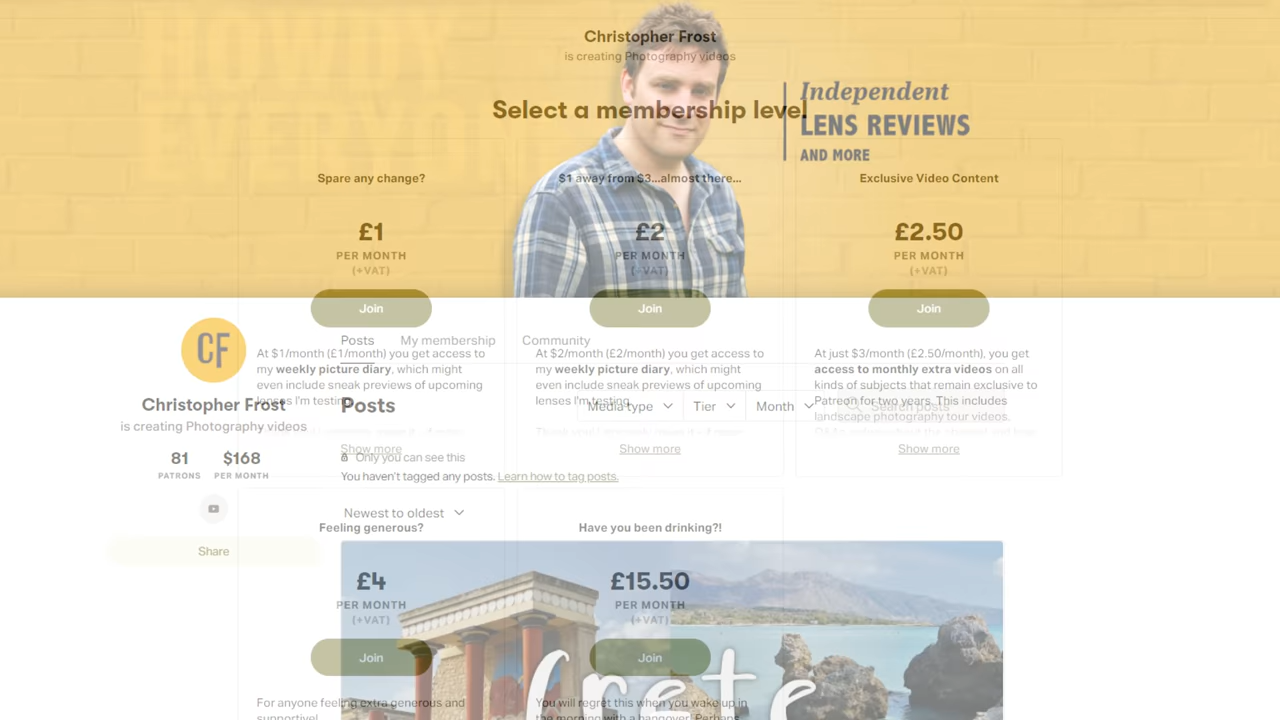 Christopher Frost
is creating Photography videos
Select a membership level
Independent
LENS REVIEWS
AND MORE
Spare any change?
£1
PER MONTH
(+VAT)
Join
At $1/month (£1/month) you get access to
my weekly picture diary, which might
even include sneak previews of upcoming
lenses I'm testing.
Show more
$1 away from $3...almost there...
£2
PER MONTH
(+VAT)
Join
At $2/month (£2/month) you get access to
my weekly picture diary, which might
even include sneak previews of upcoming
lenses I'm testing.
Show more
Exclusive Video Content
£2.50
PER MONTH
(+VAT)
Join
At just $3/month (£2.50/month), you get
access to monthly extra videos on all
kinds of subjects that remain exclusive to
Patreon for two years. This includes
landscape photography tour videos.
Show more
CF
Christopher Frost
is creating Photography videos
81
PATRONS
$168
PER MONTH
Share
Posts
My membership
Community
Posts
Media type
Tier
Month
Search posts
Only you can see this
You haven't tagged any posts. Learn how to tag posts.
Newest to oldest
Feeling generous?
£4
PER MONTH
(+VAT)
Join
For anyone feeling extra generous and
supportive!
Have you been drinking?!
£15.50
PER MONTH
(+VAT)
Join
You will regret this when you wake up in
the morning with a hangover! Perhaps
Crete